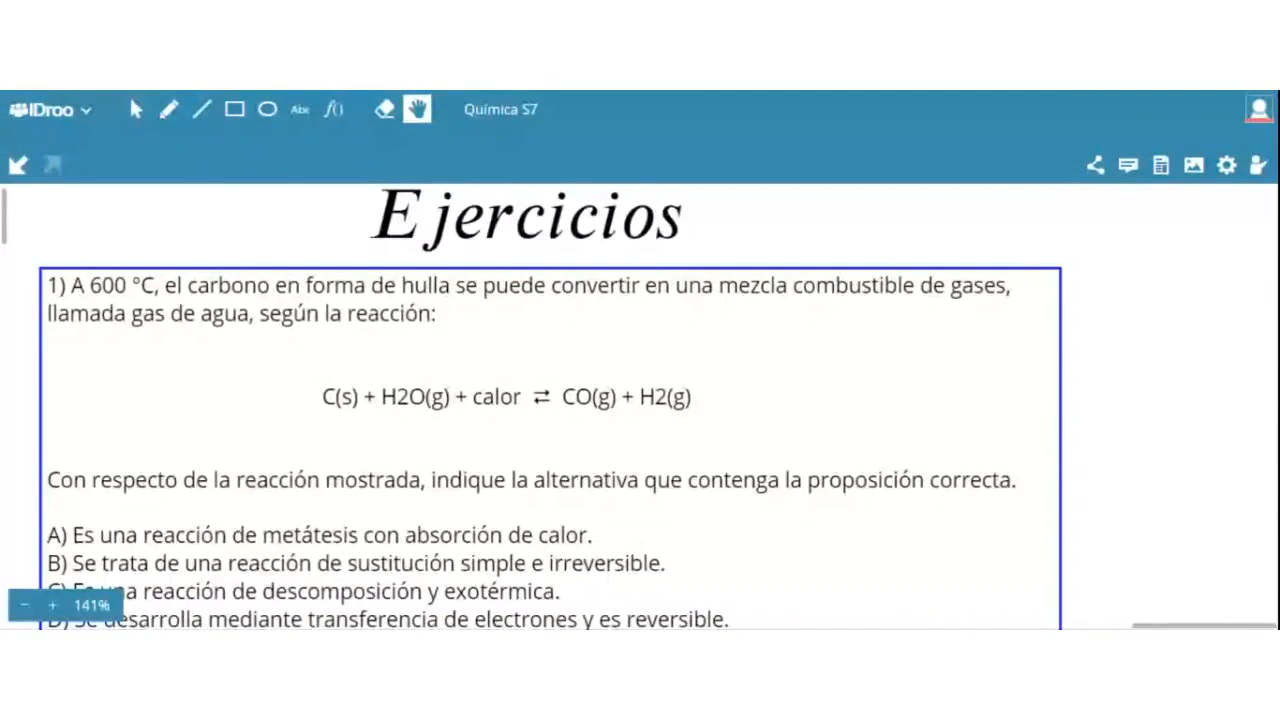 IDroo
Abc
f()
Química S7
Ejercicios
1) A 600 °C, el carbono en forma de hulla se puede convertir en una mezcla combustible de gases,
llamada gas de agua, según la reacción:
C(s) + H2O(g) + calor ⇄ CO(g) + H2(g)
Con respecto de la reacción mostrada, indique la alternativa que contenga la proposición correcta.
A) Es una reacción de metátesis con absorción de calor.
B) Se trata de una reacción de sustitución simple e irreversible.
C) Es una reacción de descomposición y exotérmica.
D) Se desarrolla mediante transferencia de electrones y es reversible.
− + 141%